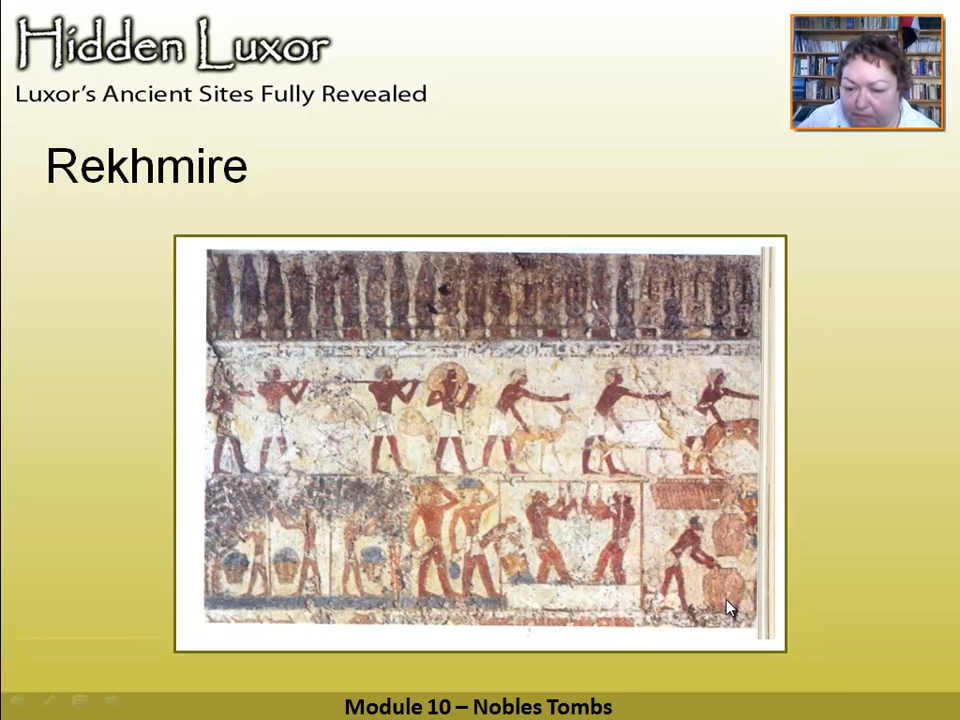 Hidden Luxor
Luxor's Ancient Sites Fully Revealed
Rekhmire
Module 10 – Nobles Tombs